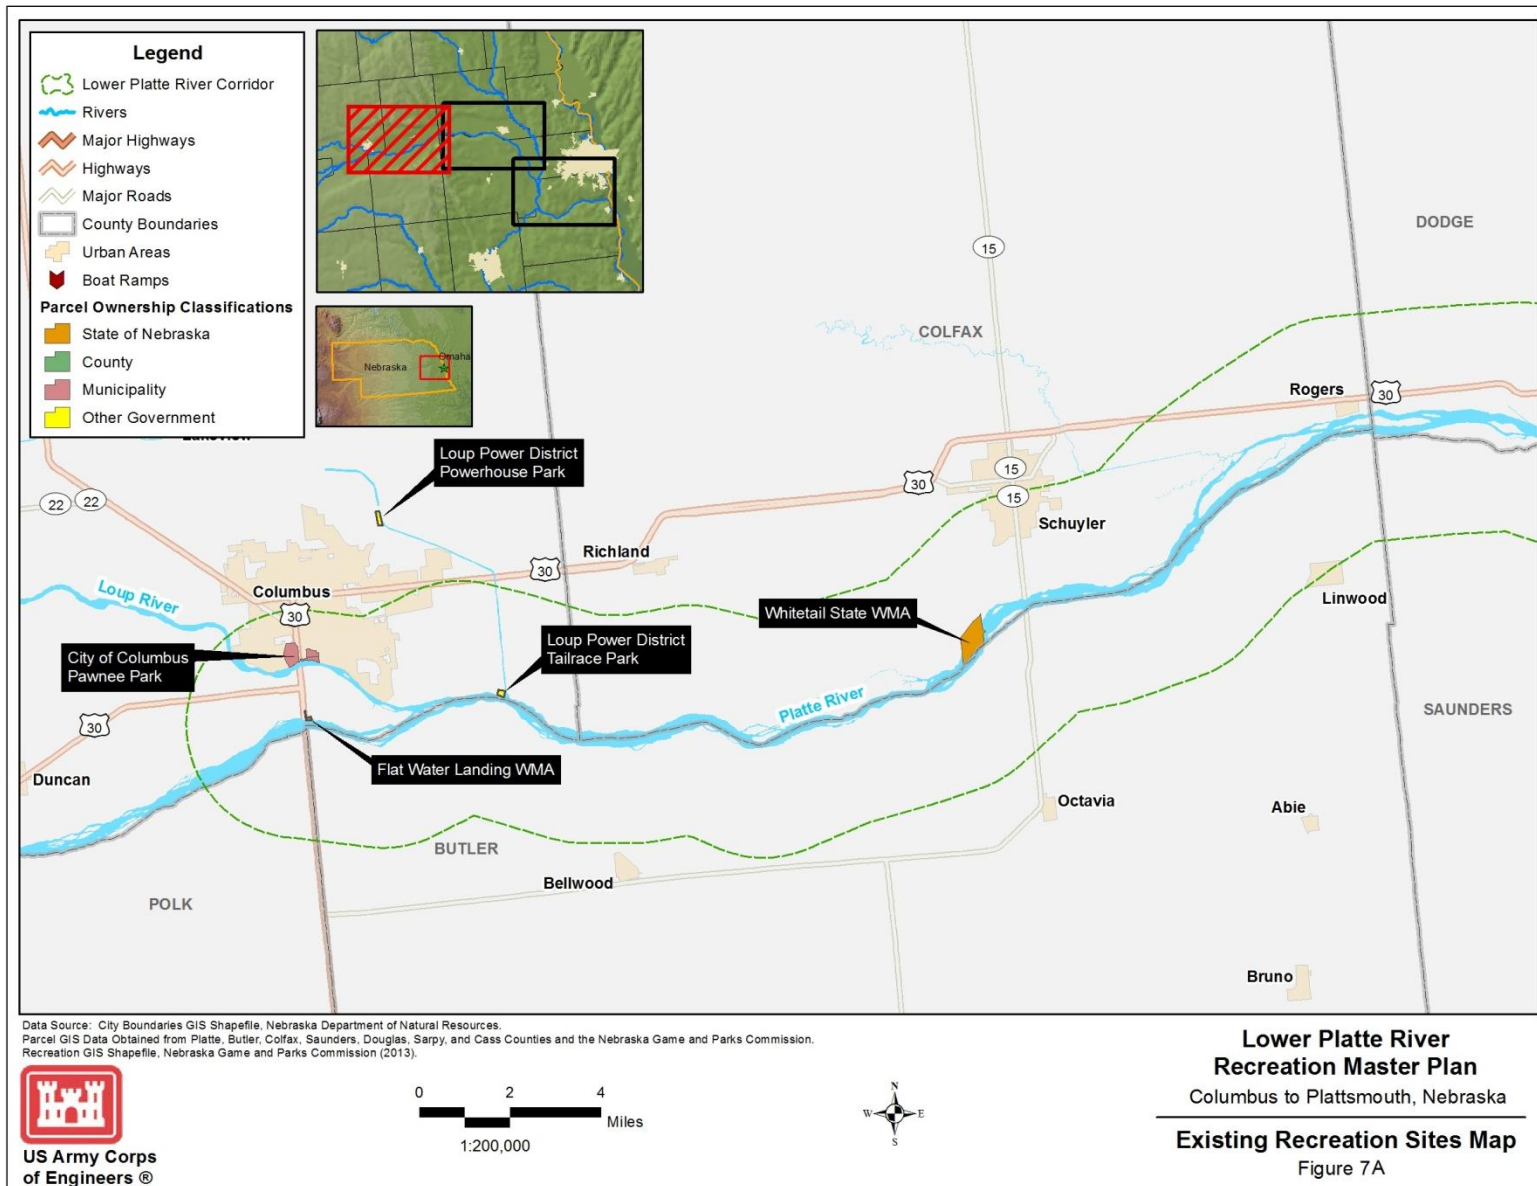 Legend
Lower Platte River Corridor
Rivers
Major Highways
Highways
Major Roads
County Boundaries
Urban Areas
Boat Ramps
Parcel Ownership Classifications
State of Nebraska
County
Municipality
Other Government
Nebraska
Omaha
DODGE
15
COLFAX
Rogers
30
Loup Power District
Powerhouse Park
22
22
30
15
15
Schuyler
Richland
30
Linwood
Loup River
Columbus
30
Whitetail State WMA
Loup Power District
Tailrace Park
City of Columbus
Pawnee Park
Platte River
SAUNDERS
30
Flat Water Landing WMA
Duncan
Octavia
Abie
BUTLER
Bellwood
POLK
Bruno
Data Source: City Boundaries GIS Shapefile, Nebraska Department of Natural Resources.
Parcel GIS Data Obtained from Platte, Butler, Colfax, Saunders, Douglas, Sarpy, and Cass Counties and the Nebraska Game and Parks Commission.
Recreation GIS Shapefile, Nebraska Game and Parks Commission (2013).
US Army Corps
of Engineers ®
0 2 4
Miles
1:200,000
N
W E
S
Lower Platte River
Recreation Master Plan
Columbus to Plattsmouth, Nebraska
Existing Recreation Sites Map
Figure 7A